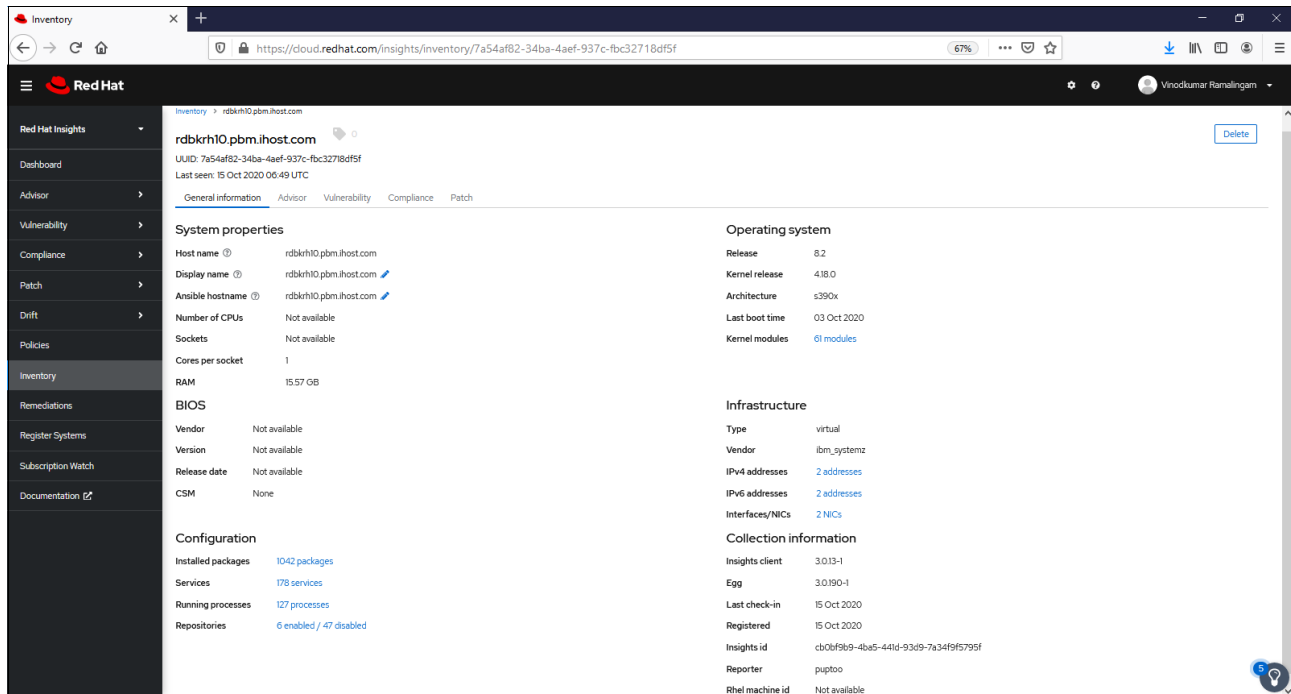 Inventory
https://cloud.redhat.com/insights/inventory/7a54af82-34ba-4aef-937c-fbc32718df5f
67%
Red Hat
Vinodkumar Ramalingam
Red Hat Insights
Dashboard
Advisor
Vulnerability
Compliance
Patch
Drift
Policies
Inventory
Remediations
Register Systems
Subscription Watch
Documentation
Inventory > rdbkrh10.pbm.ihost.com
rdbkrh10.pbm.ihost.com 0
Delete
UUID: 7a54af82-34ba-4aef-937c-fbc32718df5f
Last seen: 15 Oct 2020 06:49 UTC
General information Advisor Vulnerability Compliance Patch
System properties
Host name rdbkrh10.pbm.ihost.com
Display name rdbkrh10.pbm.ihost.com
Ansible hostname rdbkrh10.pbm.ihost.com
Number of CPUs Not available
Sockets Not available
Cores per socket 1
RAM 15.57 GB
Operating system
Release 8.2
Kernel release 4.18.0
Architecture s390x
Last boot time 03 Oct 2020
Kernel modules 61 modules
BIOS
Vendor Not available
Version Not available
Release date Not available
CSM None
Infrastructure
Type virtual
Vendor ibm_systemz
IPv4 addresses 2 addresses
IPv6 addresses 2 addresses
Interfaces/NICs 2 NICs
Configuration
Installed packages 1042 packages
Services 178 services
Running processes 127 processes
Repositories 6 enabled / 47 disabled
Collection information
Insights client 3.0.13-1
Egg 3.0.190-1
Last check-in 15 Oct 2020
Registered 15 Oct 2020
Insights id cb0bf9b9-4ba5-441d-93d9-7a34f9f5795f
Reporter puptoo
Rhel machine id Not available
5